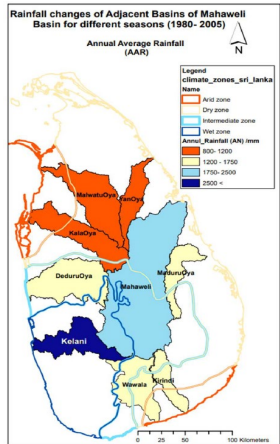 Rainfall changes of Adjacent Basins of Mahaweli
Basin for different seasons (1980- 2005)
Annual Average Rainfall
(AAR)
N
Legend
climate_zones_sri_lanka
Name
Arid zone
Dry zone
Intermediate zone
Wet zone
Annul_Rainfall (AN) /mm
800- 1200
1200 - 1750
1750- 2500
2500 <
MalwatuOya
YanOya
KalaOya
DeduruOya
MaduruOya
Mahaweli
Kelani
Kirindi
Wawala
0 25 50 100 Kilometers